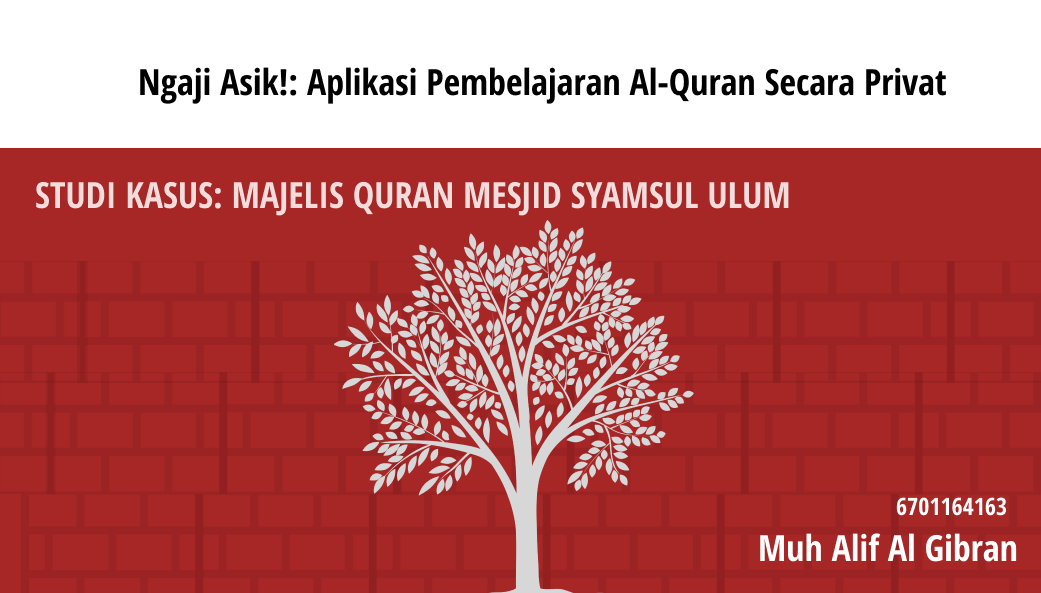 Ngaji Asik!: Aplikasi Pembelajaran Al-Quran Secara Privat
STUDI KASUS: MAJELIS QURAN MESJID SYAMSUL ULUM
6701164163
Muh Alif Al Gibran